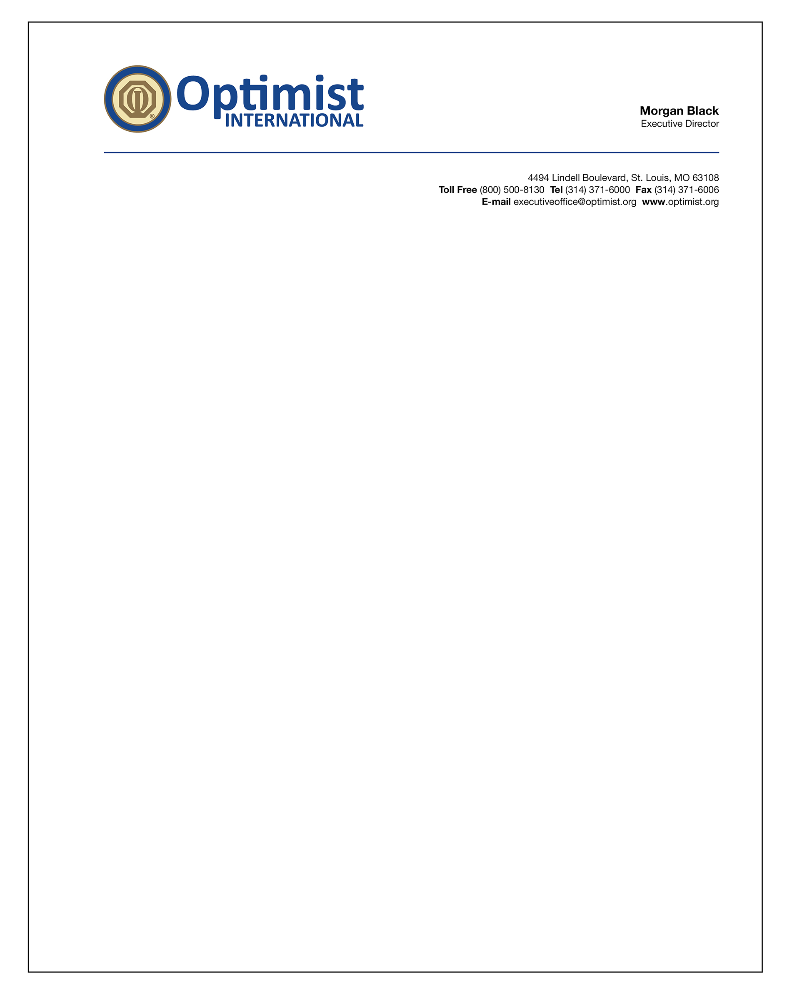 Optimist
INTERNATIONAL
®
Morgan Black
Executive Director
4494 Lindell Boulevard, St. Louis, MO 63108
Toll Free (800) 500-8130 Tel (314) 371-6000 Fax (314) 371-6006
E-mail executiveoffice@optimist.org www.optimist.org